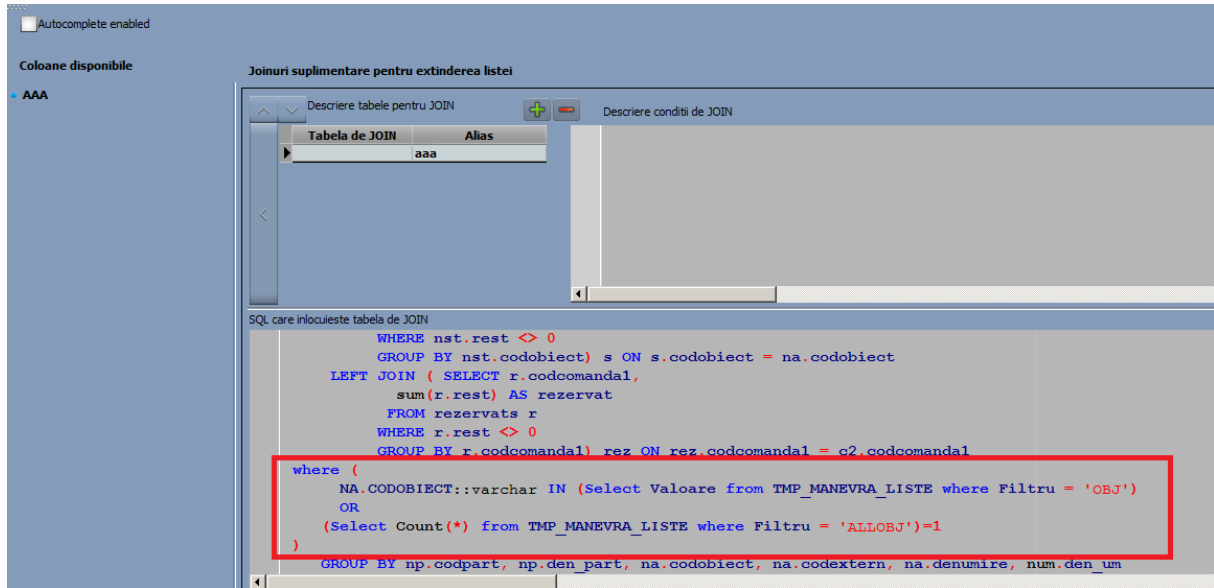 Autocomplete enabled
Coloane disponibile
AAA
Joinuri suplimentare pentru extinderea listei
Descriere tabele pentru JOIN
Descriere conditii de JOIN
Tabela de JOIN Alias
aaa
SQL care inlocuieste tabela de JOIN
WHERE nst.rest <> 0
GROUP BY nst.codobiect) s ON s.codobiect = na.codobiect
LEFT JOIN ( SELECT r.codcomanda1,
sum(r.rest) AS rezervat
FROM rezervats r
WHERE r.rest <> 0
GROUP BY r.codcomanda1) rez ON rez.codcomanda1 = c2.codcomanda1
where (
NA.CODOBIECT::varchar IN (Select Valoare from TMP_MANEVRA_LISTE where Filtru = 'OBJ')
OR
(Select Count(*) from TMP_MANEVRA_LISTE where Filtru = 'ALLOBJ')=1
)
GROUP BY np.codpart, np.den_part, na.codobiect, na.codextern, na.denumire, num.den_um